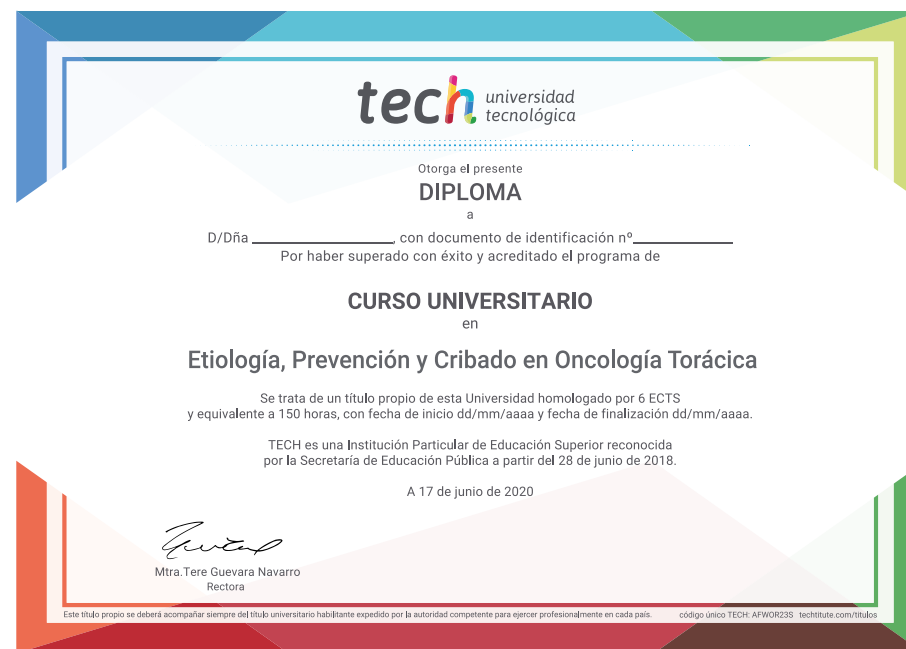 tech universidad
tecnológica
Otorga el presente
DIPLOMA
a
D/Dña ____________________, con documento de identificación nº______________
Por haber superado con éxito y acreditado el programa de
CURSO UNIVERSITARIO
en
Etiología, Prevención y Cribado en Oncología Torácica
Se trata de un título propio de esta Universidad homologado por 6 ECTS
y equivalente a 150 horas, con fecha de inicio dd/mm/aaaa y fecha de finalización dd/mm/aaaa.
TECH es una Institución Particular de Educación Superior reconocida
por la Secretaría de Educación Pública a partir del 28 de junio de 2018.
A 17 de junio de 2020
Mtra.Tere Guevara Navarro
Rectora
Este título propio se deberá acompañar siempre del título universitario habilitante expedido por la autoridad competente para ejercer profesionalmente en cada país. código único TECH: AFWOR23S techtitute.com/titulos